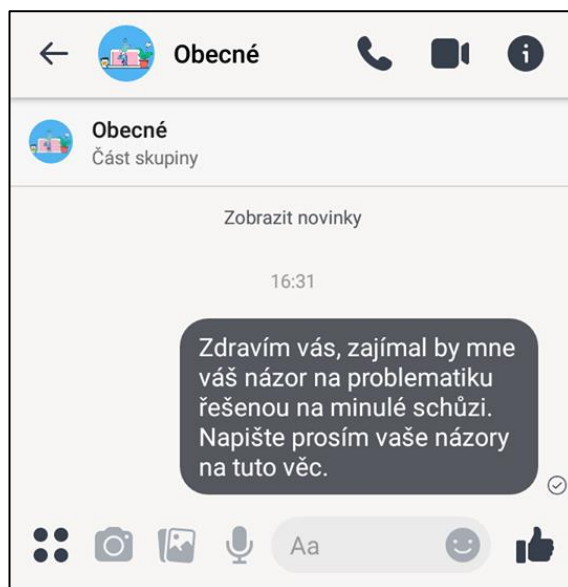 Obecné
Obecné
Část skupiny
Zobrazit novinky
16:31
Zdravím vás, zajímal by mne
váš názor na problematiku
řešenou na minulé schůzi.
Napište prosím vaše názory
na tuto věc.
Aa